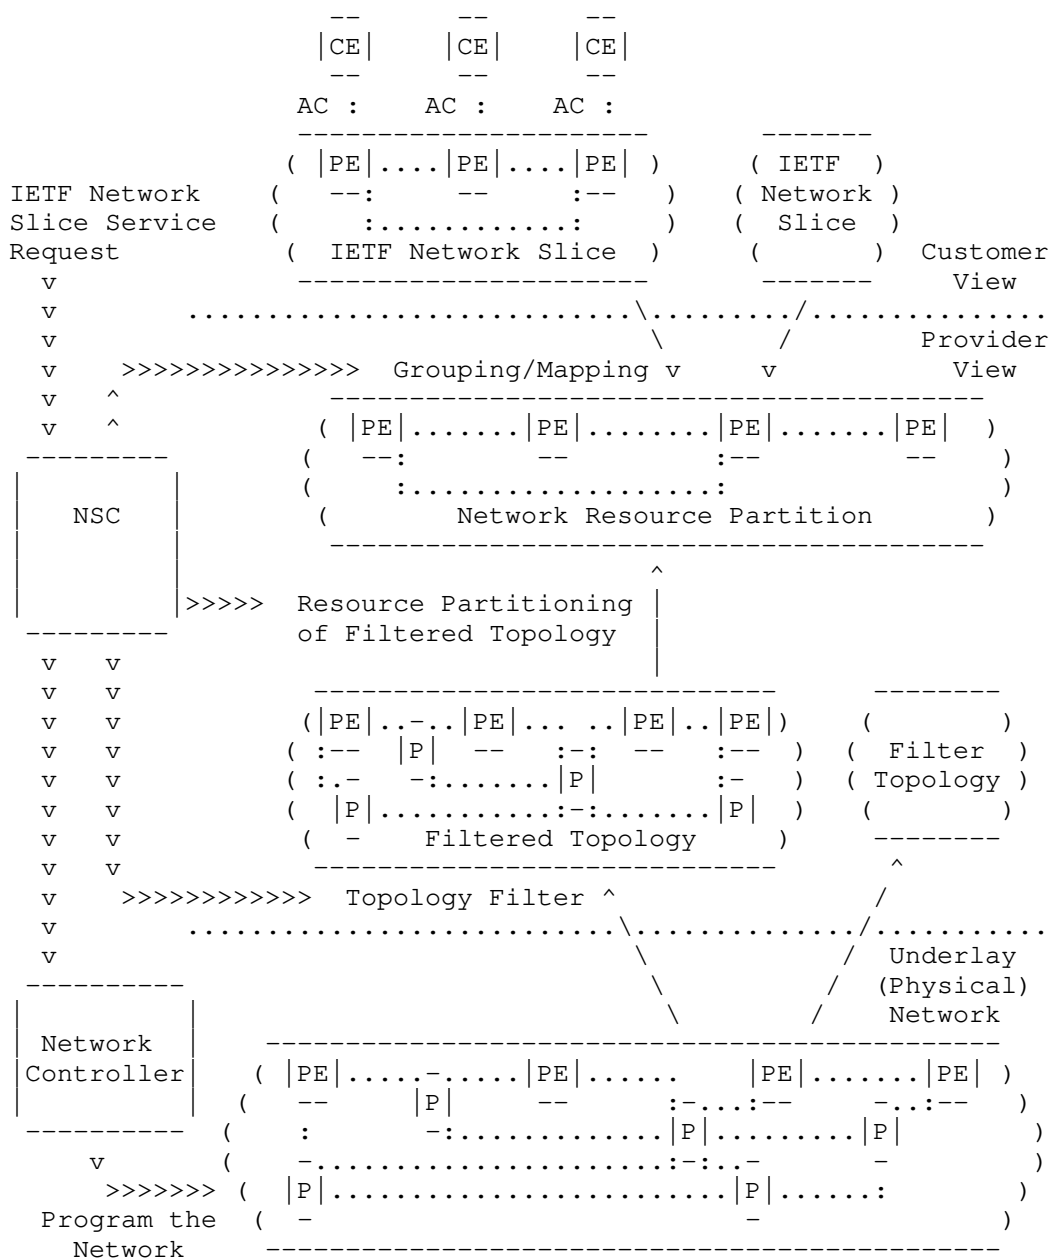 --       --      --
|CE|     |CE|    |CE|
--       --      --
AC :    AC :    AC :
----------------------       -------
( |PE|....|PE|....|PE| )     ( IETF  )
IETF Network    (   --:     --     :--   )   ( Network )
Slice Service   (     :.............:     )   (  Slice  )
Request          (  IETF Network Slice  )     (       )  Customer
v               ----------------------       -------     View
v        ............................\........./...............
v                                     \       /        Provider
v    >>>>>>>>>>>>>>>  Grouping/Mapping v     v           View
v   ^             -----------------------------------------
v   ^            ( |PE|.......|PE|........|PE|.......|PE|  )
---------        (   --:        --         :--         --    )
|         |       (     :....................:                 )
|   NSC   |        (        Network Resource Partition       )
|         |         -----------------------------------------
|         |                             ^
|         |>>>>>  Resource Partitioning |
---------        of Filtered Topology  |
v   v                                  |
v   v            -----------------------------       --------
v   v           (|PE|..-..|PE|... ..|PE|..|PE|)     (        )
v   v          ( :--  |P|  --   :-:  --   :--  )  (  Filter  )
v   v          ( :.-   -:.......|P|       :-   )  ( Topology )
v   v          (  |P|...........:-:.......|P|  )   (        )
v   v           (  -    Filtered Topology     )     --------
v   v            -----------------------------       ^
v    >>>>>>>>>>>>  Topology Filter ^                /
v        ...........................\.............../...........
v                                    \             /  Underlay
----------                            \           /  (Physical)
|          |                            \         /    Network
| Network  |    ----------------------------------------------
|Controller|   ( |PE|.....-.....|PE|......    |PE|.......|PE| )
|          |  (   --     |P|     --      :-...:--     -..:--   )
----------  (    :       -:.............|P|.........|P|        )
v       (    -......................:-:..-       -         )
>>>>>>> (  |P|.........................|P|......:        )
Program the    (  -                           -               )
Network     ----------------------------------------------